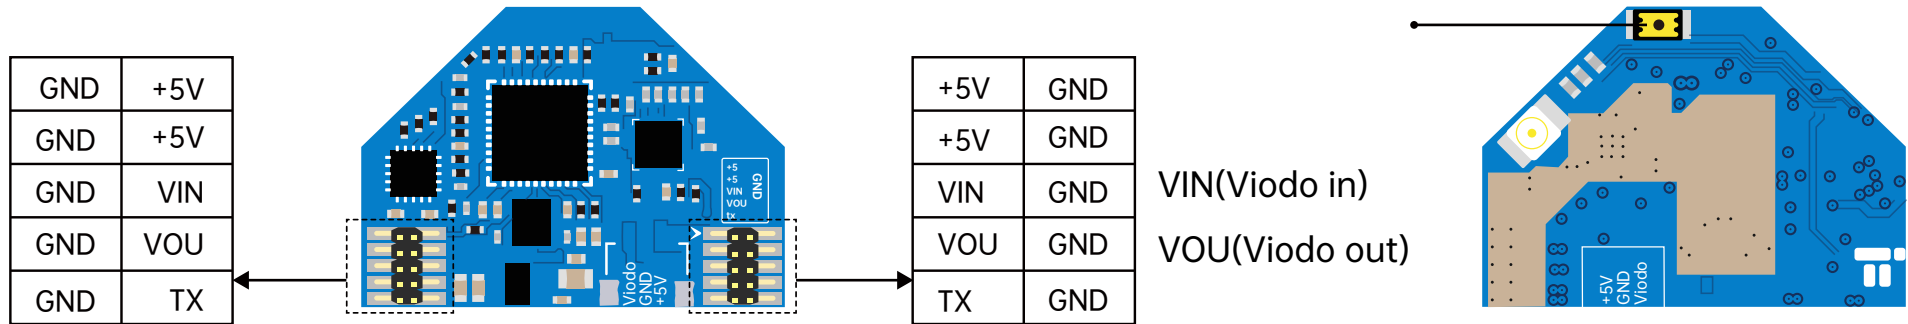 GND +5V
GND +5V
GND VIN
GND VOU
GND TX
+5
+5
VIN
VOU
tx
GND
Viodo
GND
+5V
+5V GND
+5V GND
VIN GND
VOU GND
TX GND
VIN(Viodo in)
VOU(Viodo out)
+5V
GND
Viodo